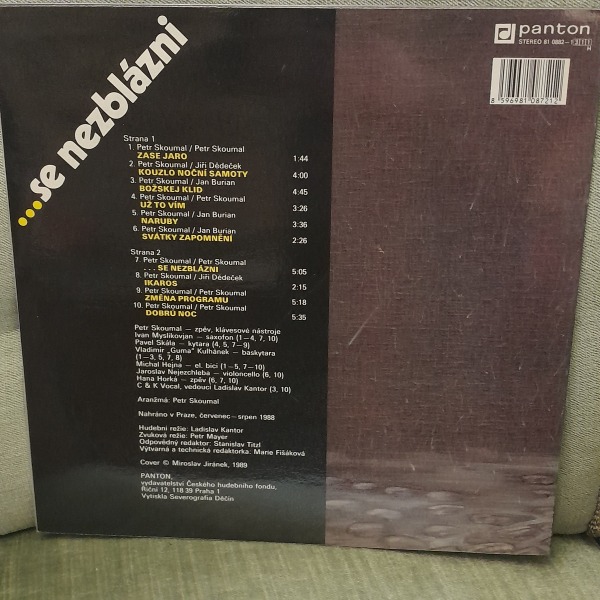 panton
STEREO 81 0882-1
8 596981 087212
...se nezblázni
Strana 1
1. Petr Skoumal / Petr Skoumal
ZASE JARO 1:44
2. Petr Skoumal / Jiří Dědeček
KOUZLO NOČNÍ SAMOTY 4:00
3. Petr Skoumal / Jan Burian
BOŽSKEJ KLID 4:45
4. Petr Skoumal / Petr Skoumal
UŽ TO VÍM 3:26
5. Petr Skoumal / Jan Burian
NARUBY 3:36
6. Petr Skoumal / Jan Burian
SVÁTKY ZAPOMNĚNÍ 2:26
Strana 2
7. Petr Skoumal / Petr Skoumal
... SE NEZBLÁZNI 5:05
8. Petr Skoumal / Jiří Dědeček
IKAROS 2:15
9. Petr Skoumal / Petr Skoumal
ZMĚNA PROGRAMU 5:18
10. Petr Skoumal / Petr Skoumal
DOBRÚ NOC 5:35
Petr Skoumal — zpěv, klávesové nástroje
Ivan Myslikovjan — saxofon (1—4, 7, 10)
Pavel Skála — kytara (4, 5, 7—9)
Vladimír „Guma" Kulhánek — baskytara
(1—3, 5, 7, 8)
Michal Hejna — el. bicí (1—5, 7—10)
Jaroslav Nejezchleba — violoncello (6, 10)
Hana Horká — zpěv (6, 7, 10)
C & K Vocal, vedoucí Ladislav Kantor (3, 10)
Aranžmá: Petr Skoumal
Nahráno v Praze, červenec—srpen 1988
Hudební režie: Ladislav Kantor
Zvuková režie: Petr Mayer
Odpovědný redaktor: Stanislav Titzl
Výtvarná a technická redaktorka: Marie Fišáková
Cover © Miroslav Jiránek, 1989
PANTON,
vydavatelství Českého hudebního fondu,
Říční 12, 118 39 Praha 1
Vytiskla Severografia Děčín